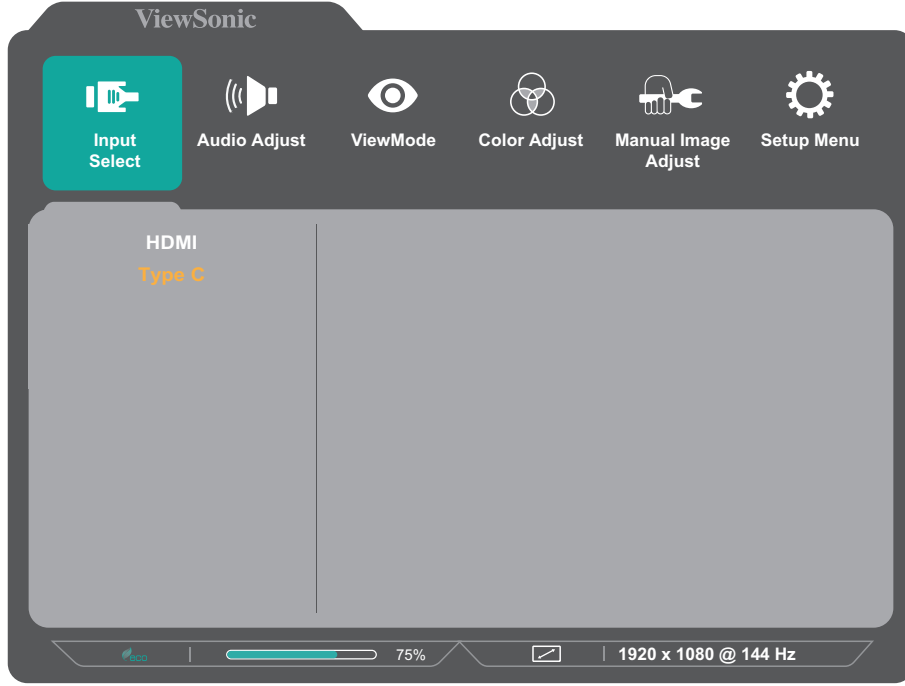 ViewSonic
Input
Select
Audio Adjust
ViewMode
Color Adjust
Manual Image
Adjust
Setup Menu
HDMI
Type C
eco
75%
1920 x 1080 @ 144 Hz